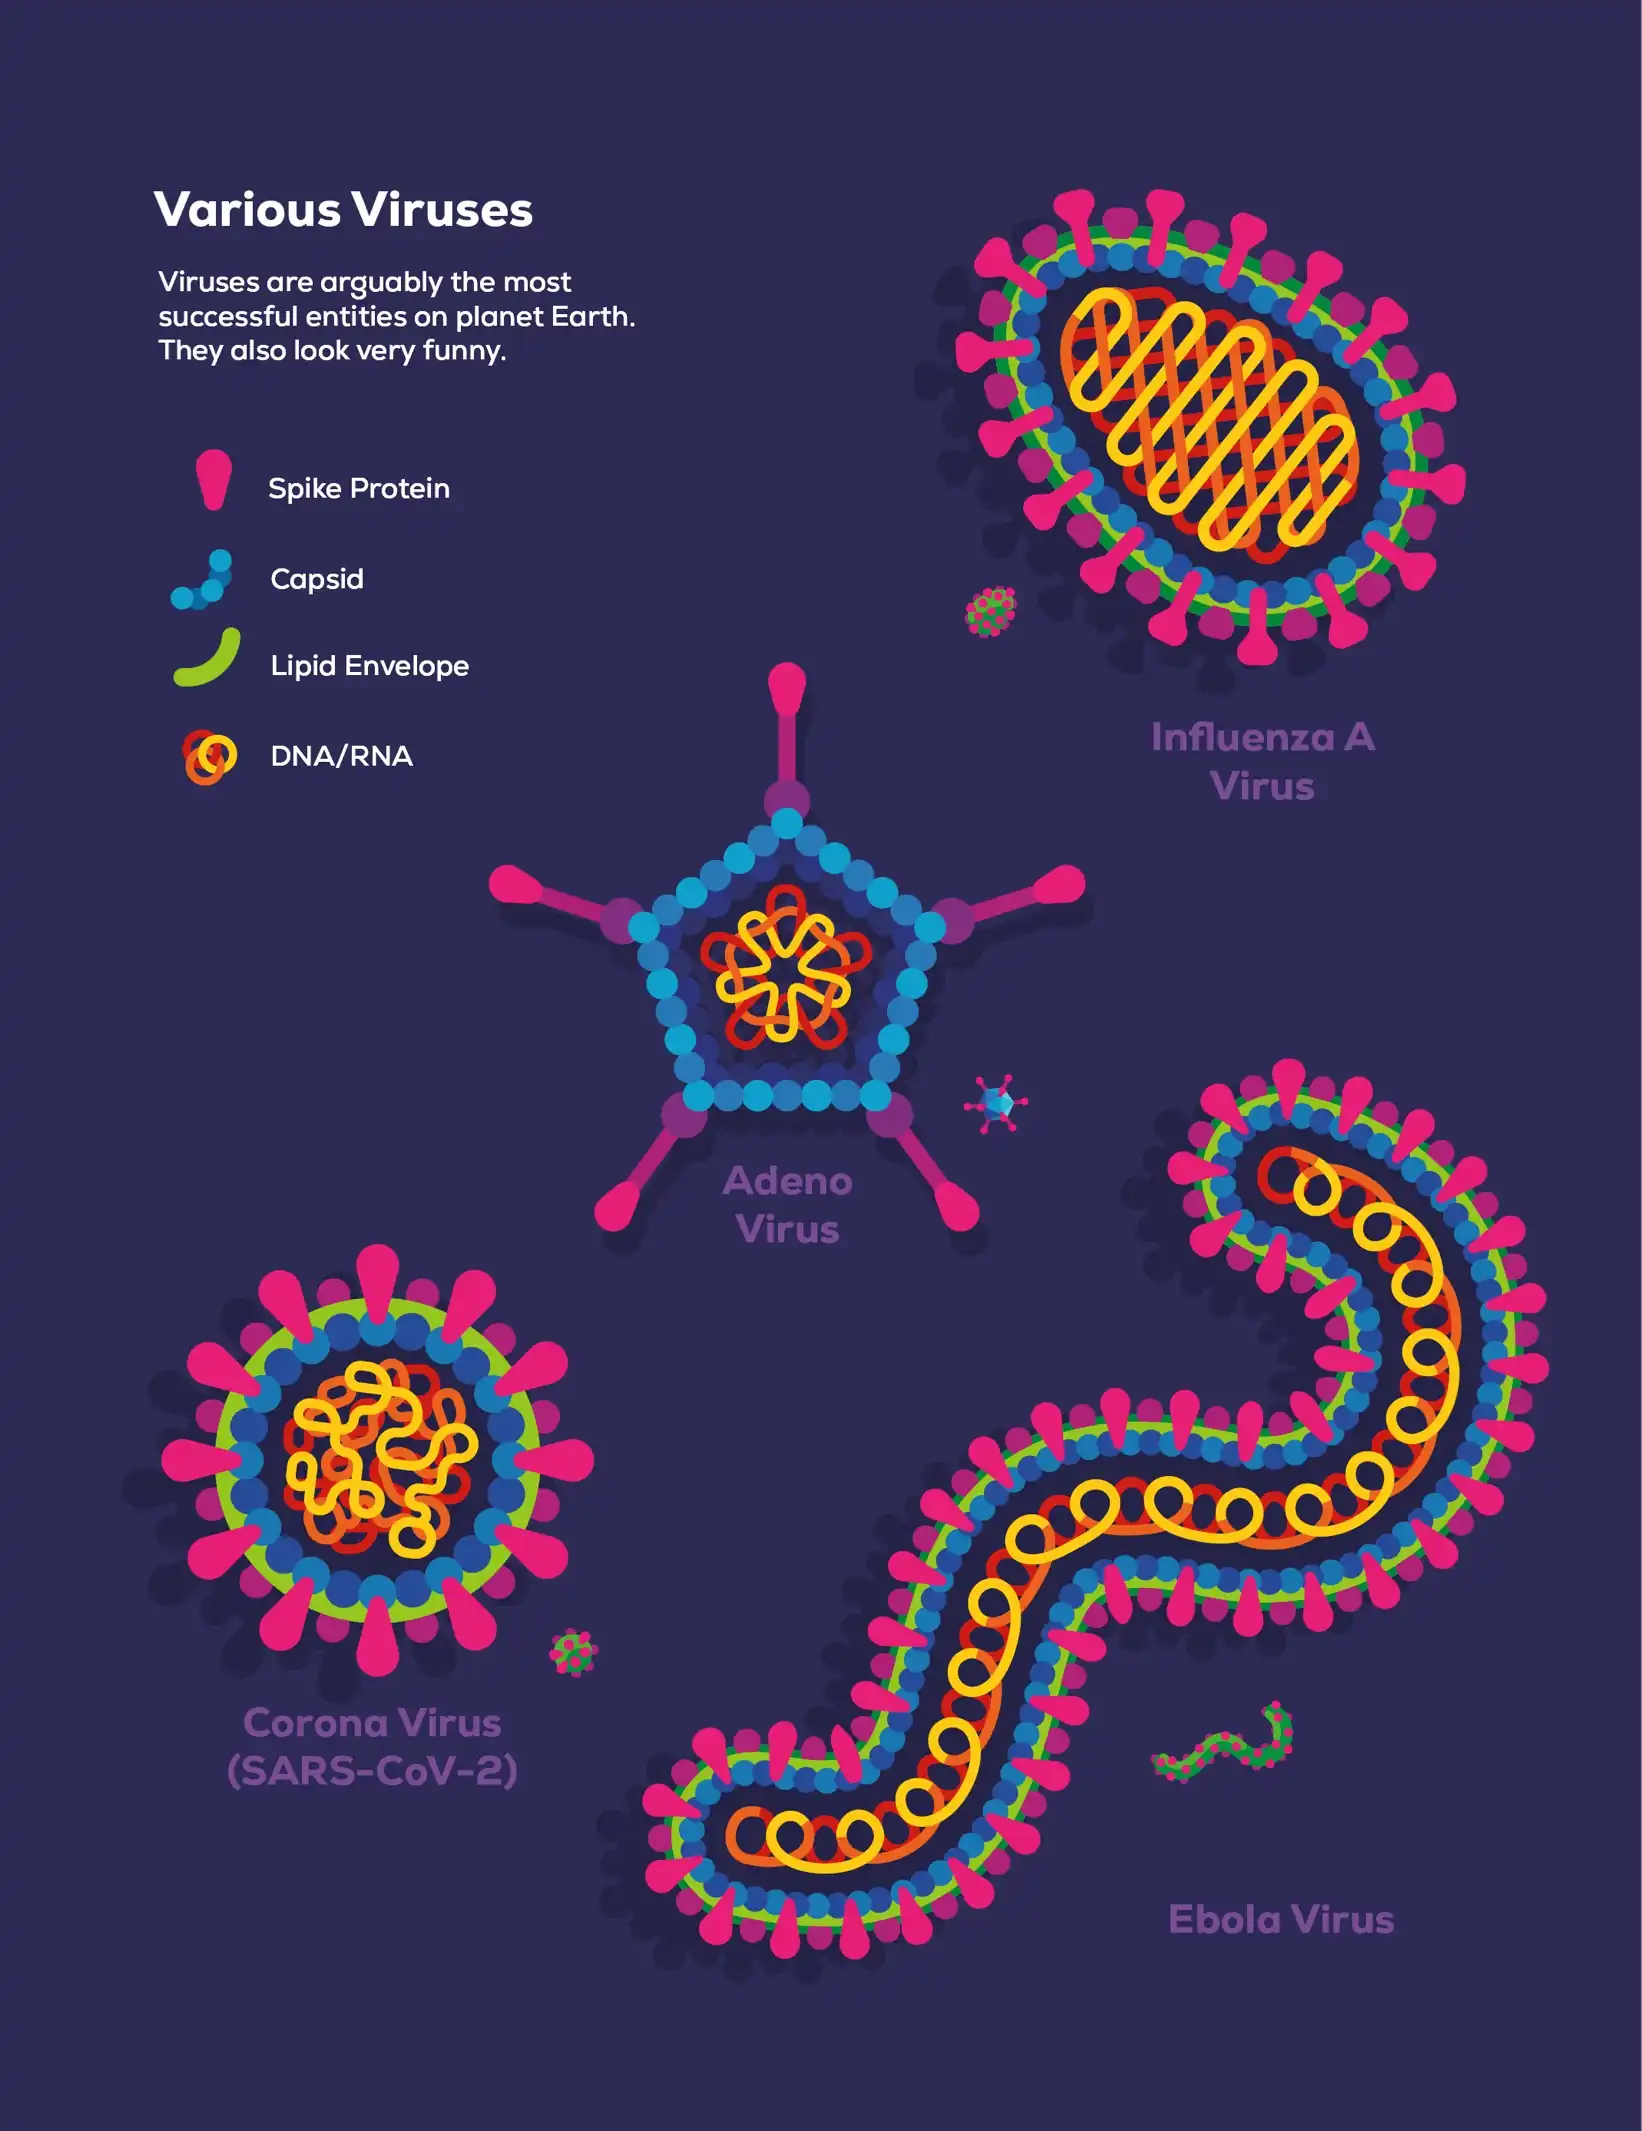 Various Viruses
Viruses are arguably the most
successful entities on planet Earth.
They also look very funny.
Spike Protein
Capsid
Lipid Envelope
DNA/RNA
Influenza A
Virus
Adeno
Virus
Corona Virus
(SARS-CoV-2)
Ebola Virus